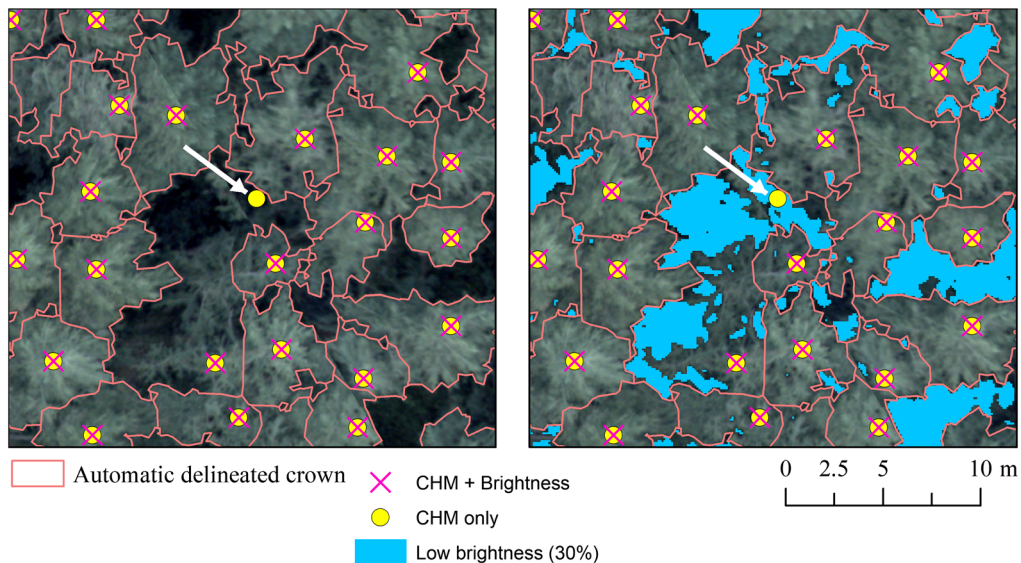 Automatic delineated crown
CHM + Brightness
CHM only
Low brightness (30%)
0 2.5 5 10 m